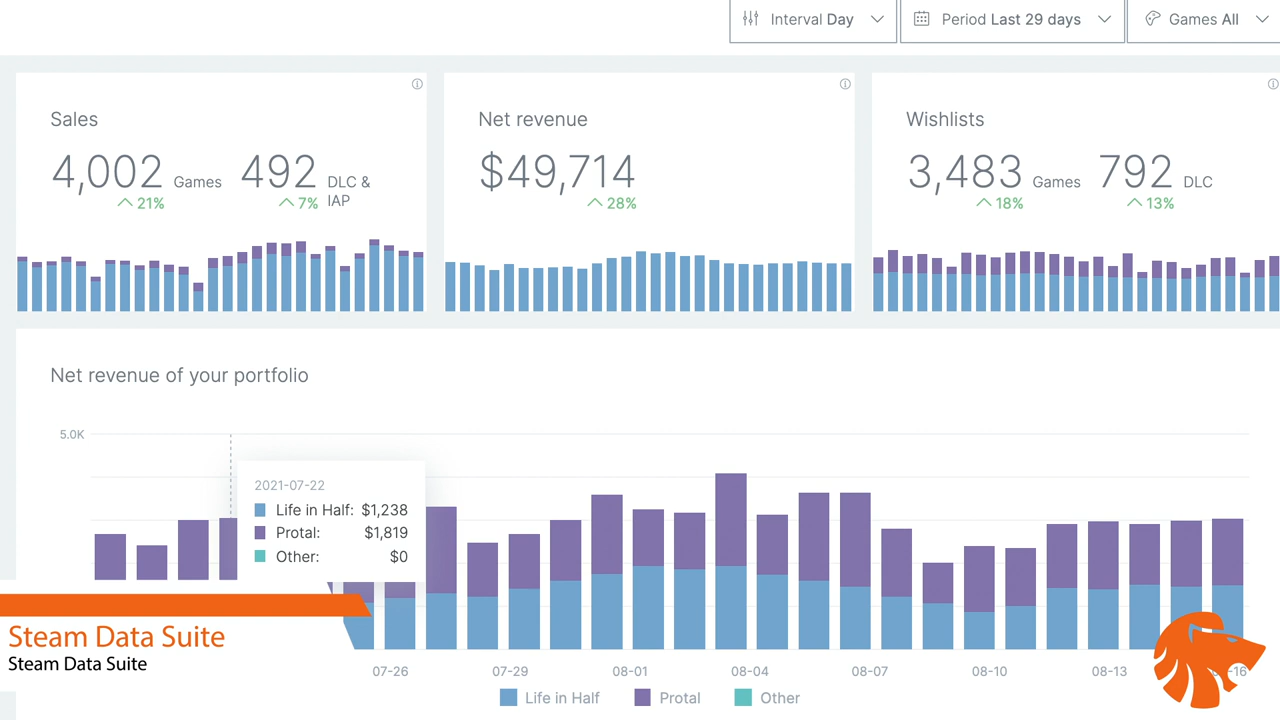 Interval Day
Period Last 29 days
Games All
Sales
4,002 Games 492 DLC & IAP
21% 7%
Net revenue
$49,714
28%
Wishlists
3,483 Games 792 DLC
18% 13%
Net revenue of your portfolio
5.0K
2021-07-22
Life in Half: $1,238
Protal: $1,819
Other: $0
Steam Data Suite
Steam Data Suite
07-26 07-29 08-01 08-04 08-07 08-10 08-13 -16
Life in Half Protal Other